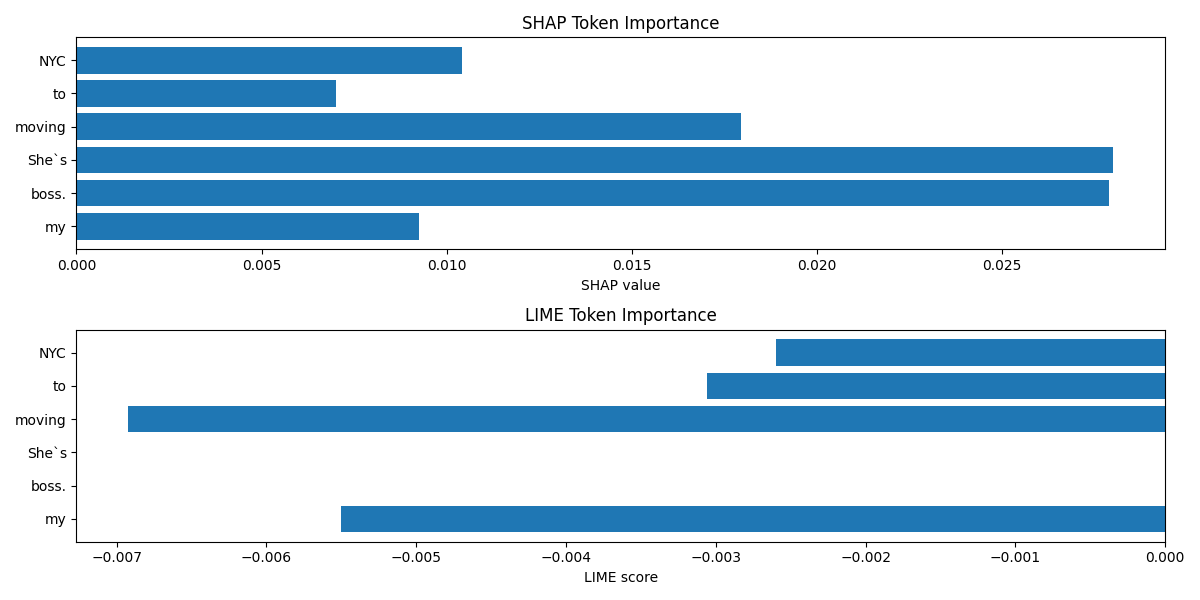 SHAP Token Importance
NYC
to
moving
She`s
boss.
my
0.000 0.005 0.010 0.015 0.020 0.025
SHAP value
LIME Token Importance
NYC
to
moving
She`s
boss.
my
−0.007 −0.006 −0.005 −0.004 −0.003 −0.002 −0.001 0.000
LIME score